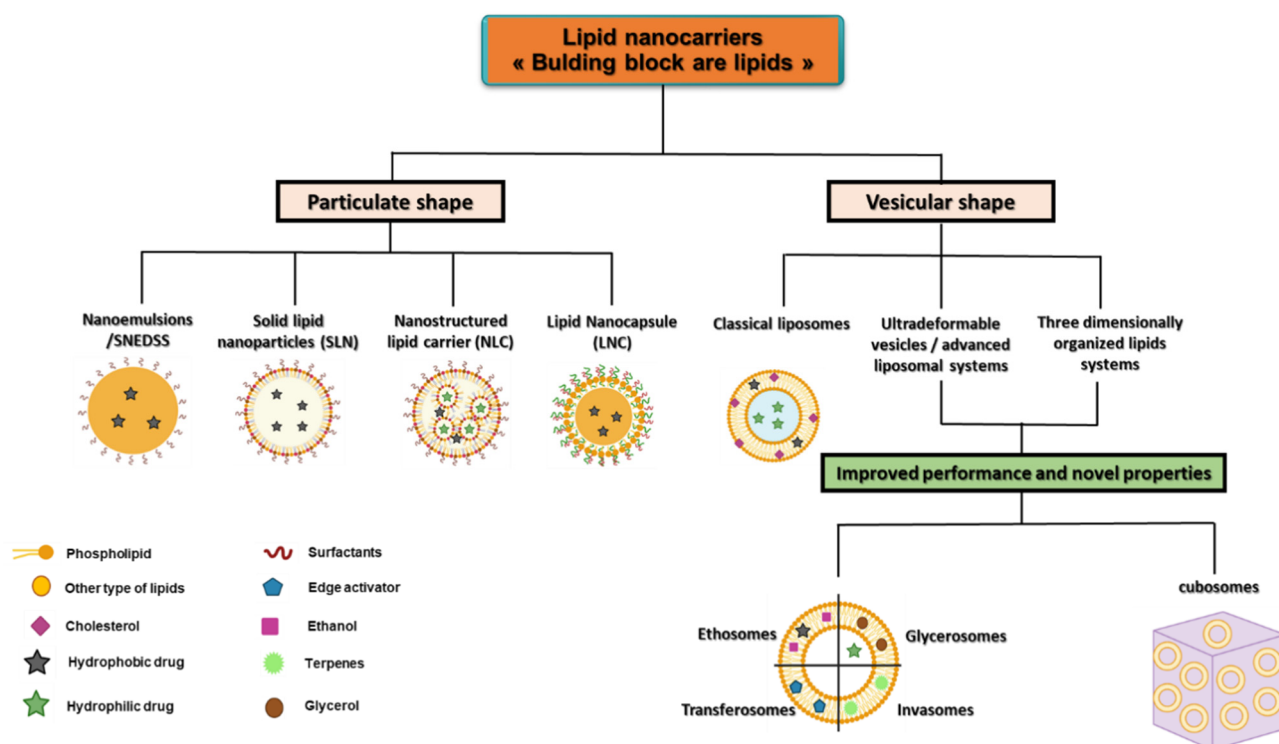 Lipid nanocarriers
« Bulding block are lipids »
Particulate shape
Vesicular shape
Nanoemulsions
/SNEDSS
Solid lipid
nanoparticles (SLN)
Nanostructured
lipid carrier (NLC)
Lipid Nanocapsule
(LNC)
Classical liposomes
Ultradeformable
vesicles / advanced
liposomal systems
Three dimensionally
organized lipids
systems
Improved performance and novel properties
Phospholipid
Other type of lipids
Cholesterol
Hydrophobic drug
Hydrophilic drug
Surfactants
Edge activator
Ethanol
Terpenes
Glycerol
Ethosomes
Glycerosomes
Transferosomes
Invasomes
cubosomes